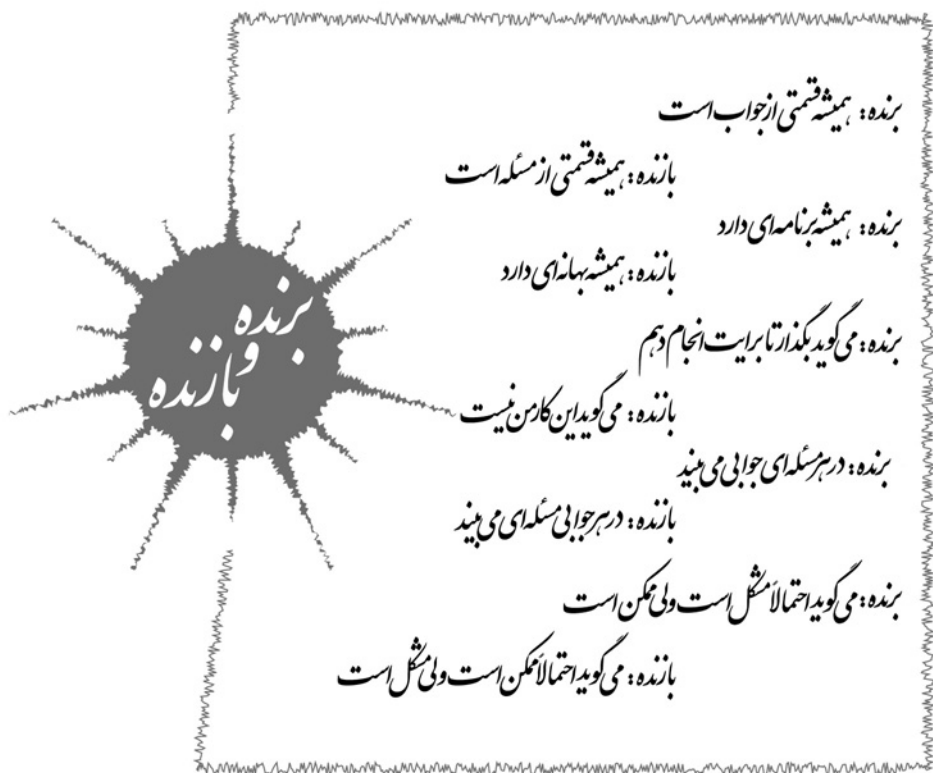 برنده
و
بازنده
برنده: همیشه قسمتی از جواب است
بازنده: همیشه قسمتی از مسئله است
برنده: همیشه برنامه‌ای دارد
بازنده: همیشه بهانه‌ای دارد
برنده: می گوید بگذار تا برایت انجام دهم
بازنده: می گوید این کار من نیست
برنده: در هر مسئله ای جوابی می بیند
بازنده: در هر جوابی مسئله ای می بیند
برنده: می گوید احتمالاً مشکل است ولی ممکن است
بازنده: می گوید احتمالاً ممکن است ولی مشکل است